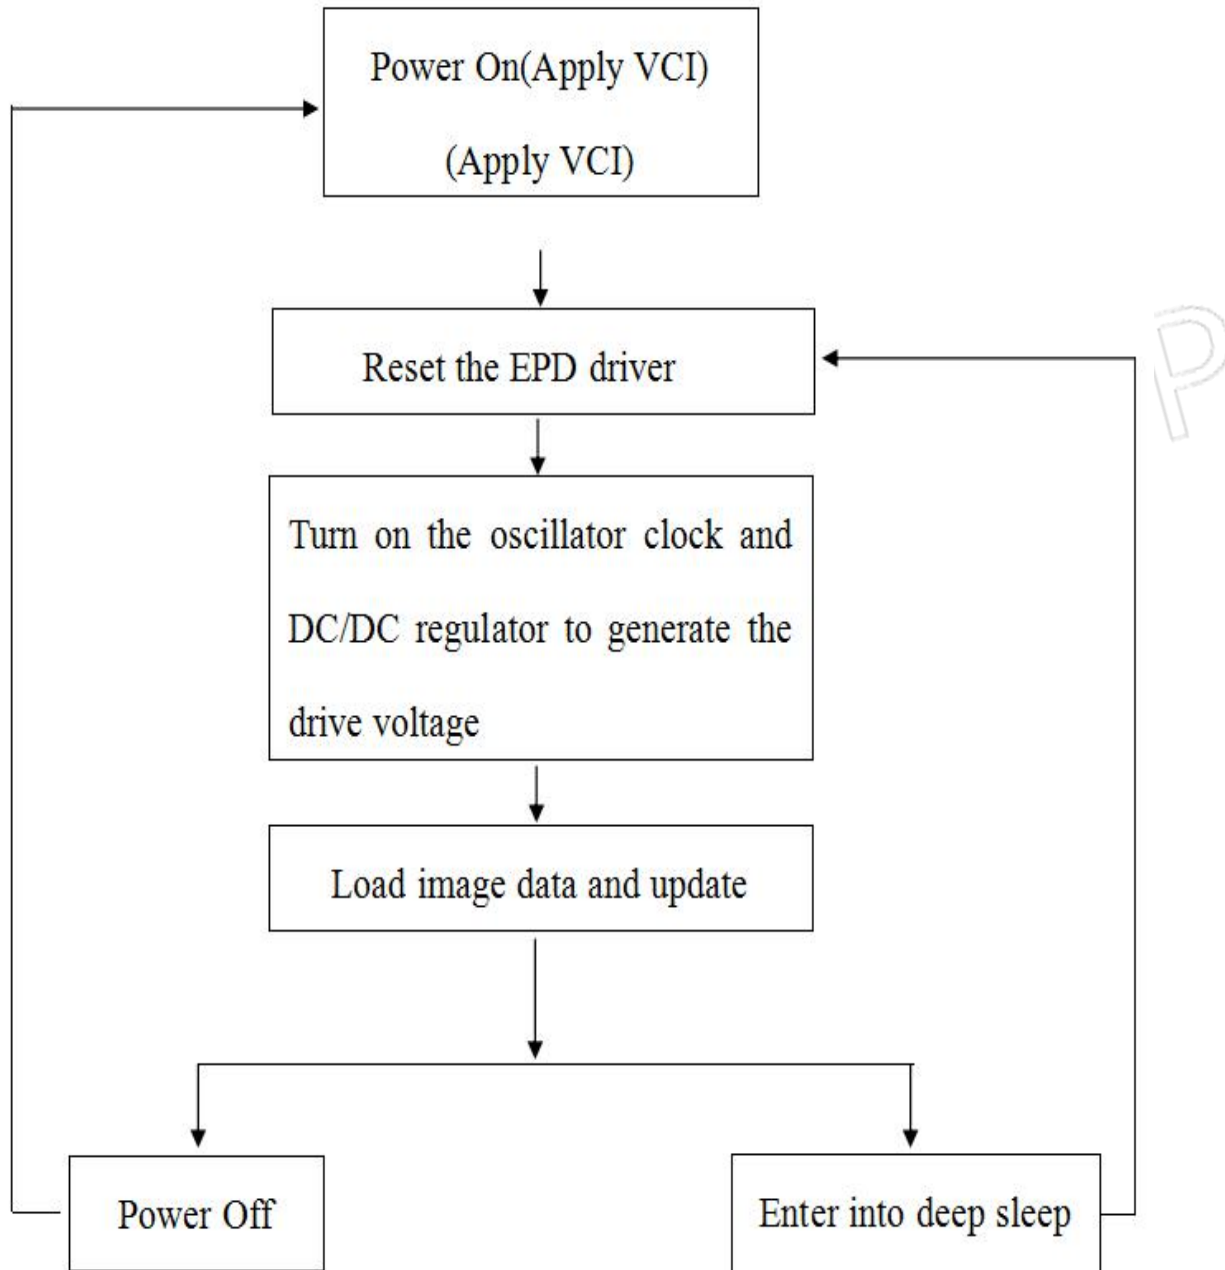 Power On(Apply VCI)
(Apply VCI)
Reset the EPD driver
Turn on the oscillator clock and
DC/DC regulator to generate the
drive voltage
Load image data and update
Power Off
Enter into deep sleep
P